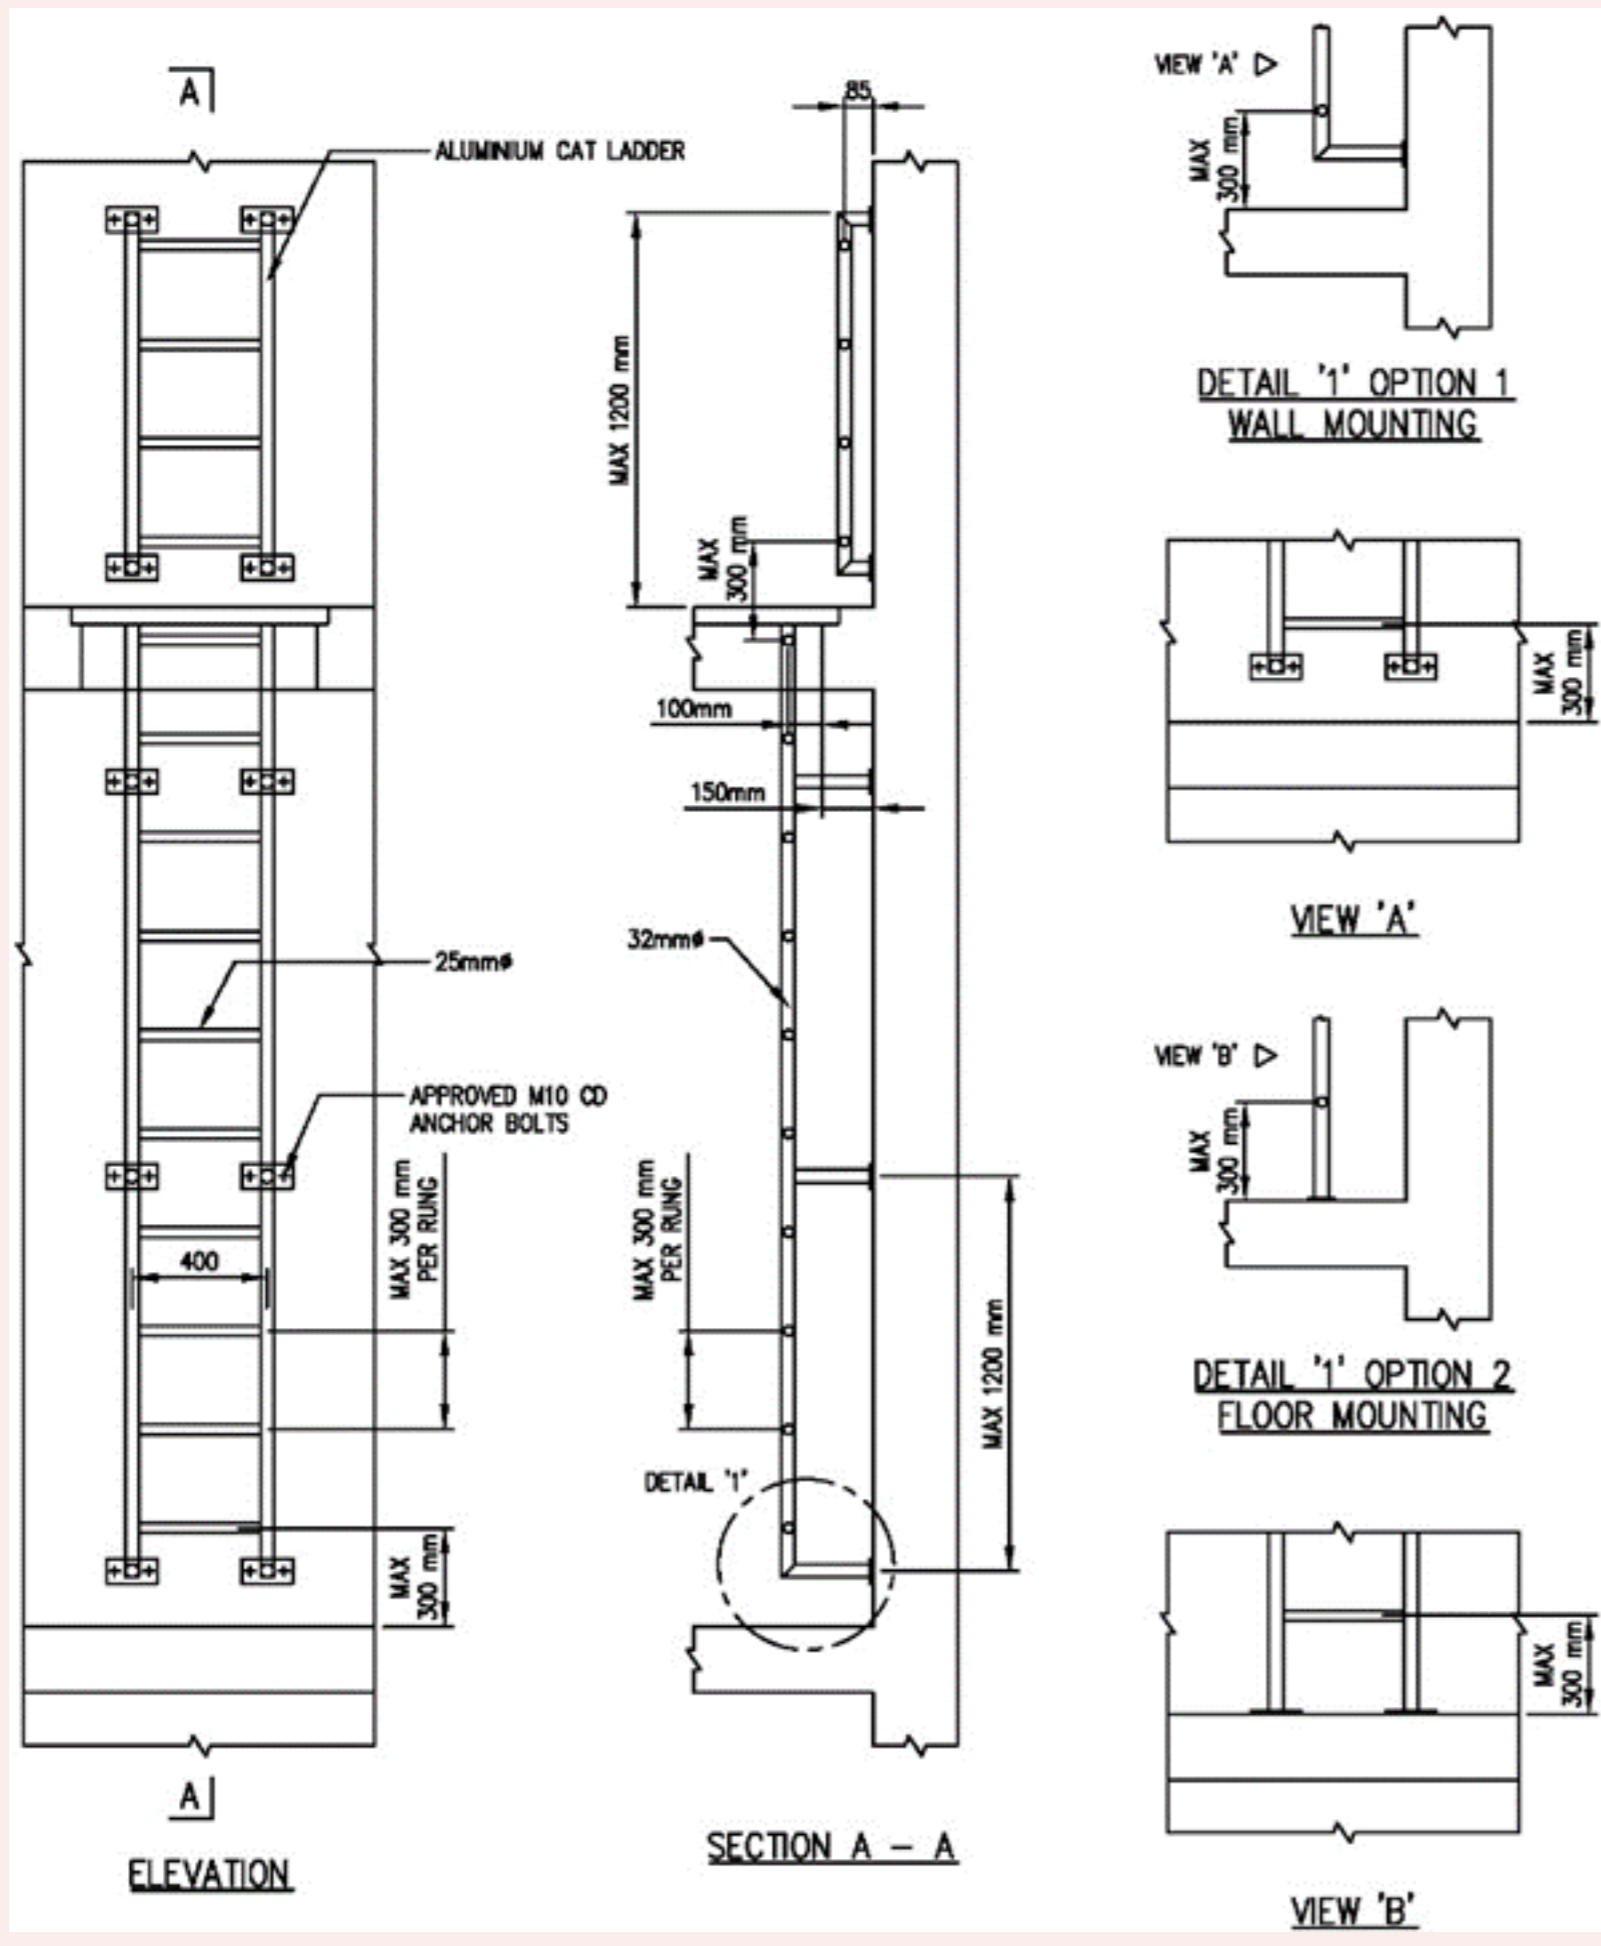 A
ALUMINIUM CAT LADDER
25mmø
APPROVED M10 CD
ANCHOR BOLTS
MAX 300 mm
PER RUNG
400
MAX
300 mm
A
ELEVATION
85
MAX 1200 mm
MAX
300 mm
100mm
150mm
32mmø
MAX 300 mm
PER RUNG
MAX 1200 mm
DETAIL '1'
SECTION A - A
VIEW 'A'
MAX
300 mm
DETAIL '1' OPTION 1
WALL MOUNTING
MAX
300 mm
VIEW 'A'
VIEW 'B'
MAX
300 mm
DETAIL '1' OPTION 2
FLOOR MOUNTING
MAX
300 mm
VIEW 'B'